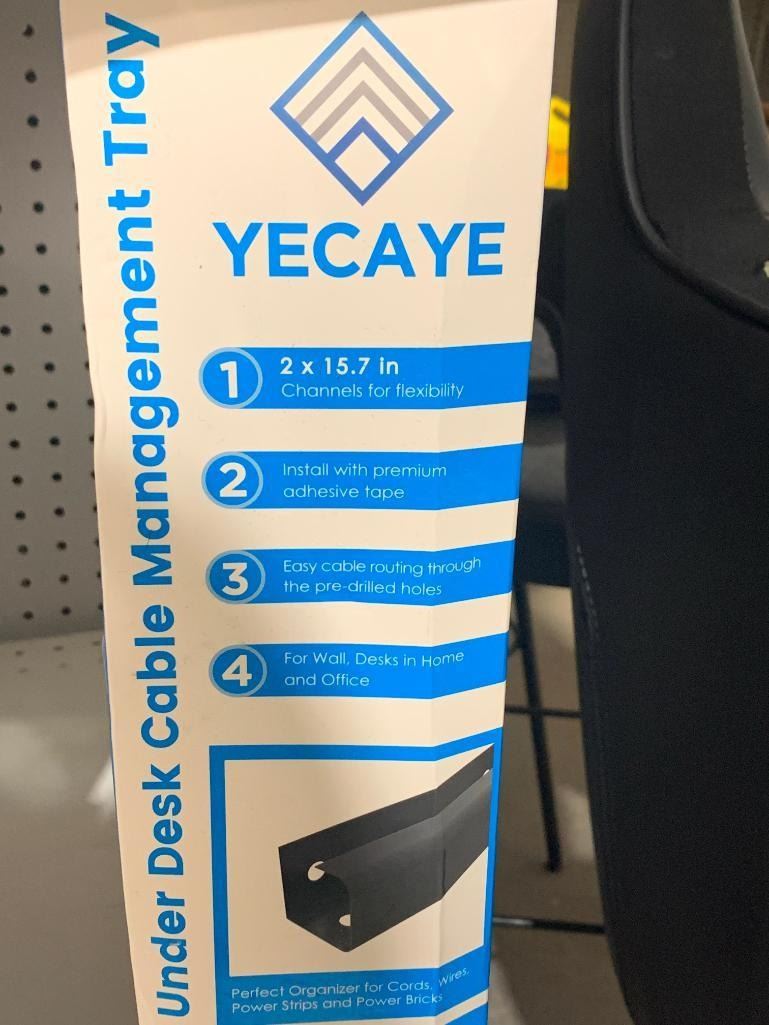 Under Desk Cable Management Tray
YECAYE
1
2 x 15.7 in
Channels for flexibility
2
Install with premium
adhesive tape
3
Easy cable routing through
the pre-drilled holes
4
For Wall, Desks in Home
and Office
Perfect Organizer for Cords, Wires,
Power Strips and Power Bricks